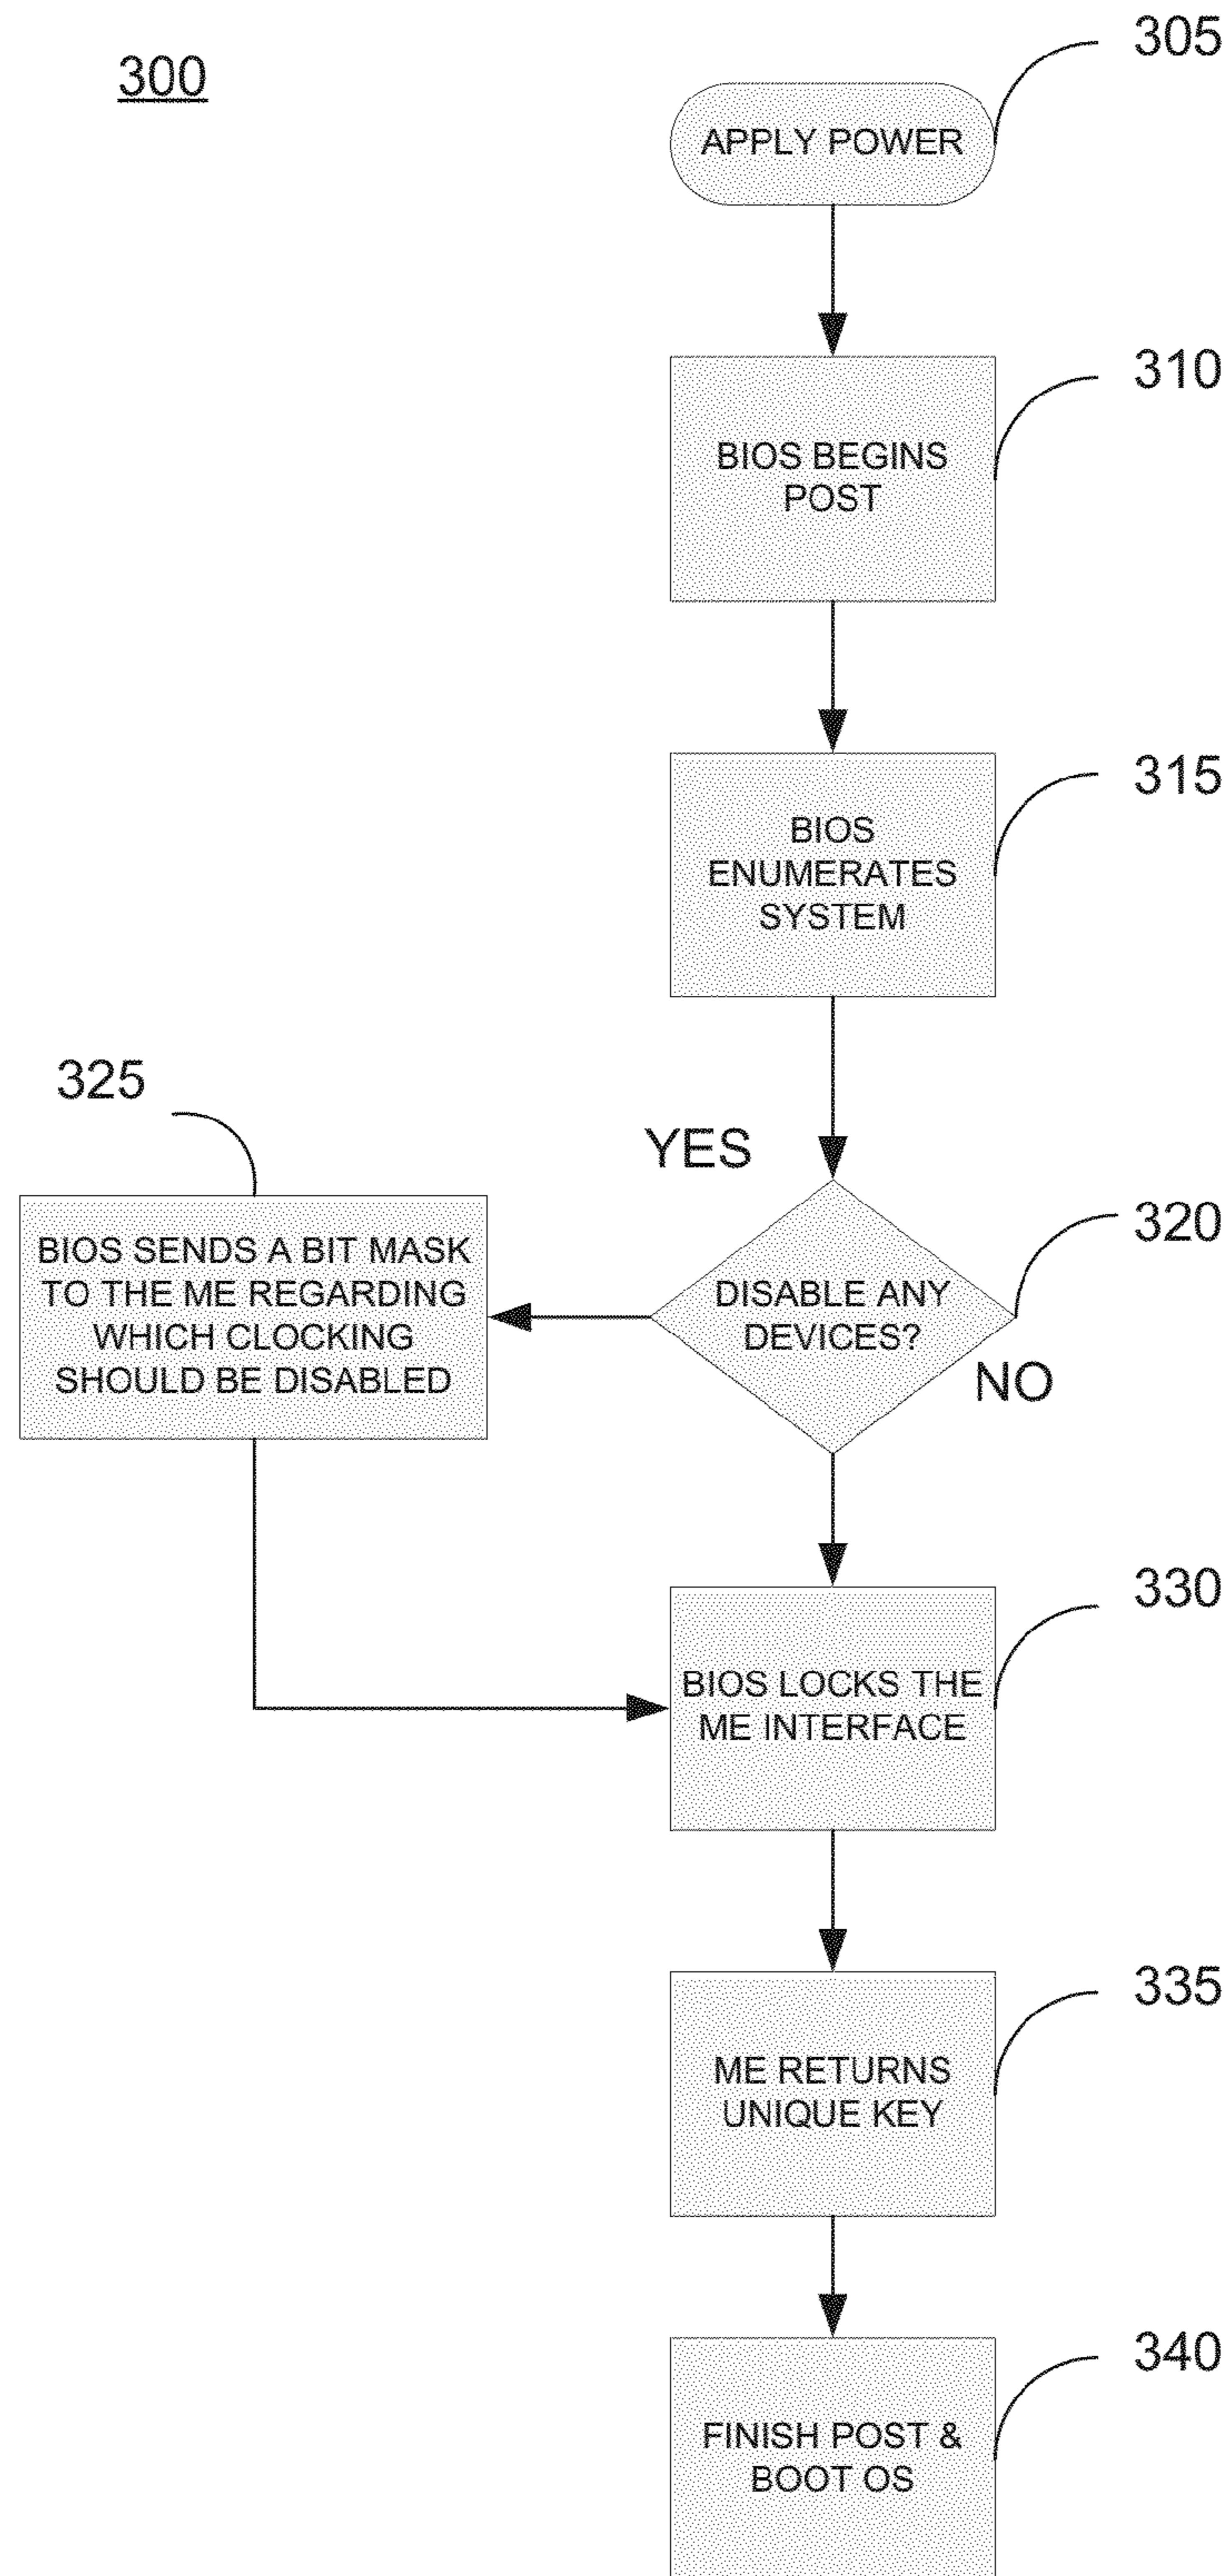 300
305
APPLY POWER
310
BIOS BEGINS
POST
315
BIOS
ENUMERATES
SYSTEM
325
YES
320
BIOS SENDS A BIT MASK
TO THE ME REGARDING
WHICH CLOCKING
SHOULD BE DISABLED
DISABLE ANY
DEVICES?
NO
330
BIOS LOCKS THE
ME INTERFACE
335
ME RETURNS
UNIQUE KEY
340
FINISH POST &
BOOT OS